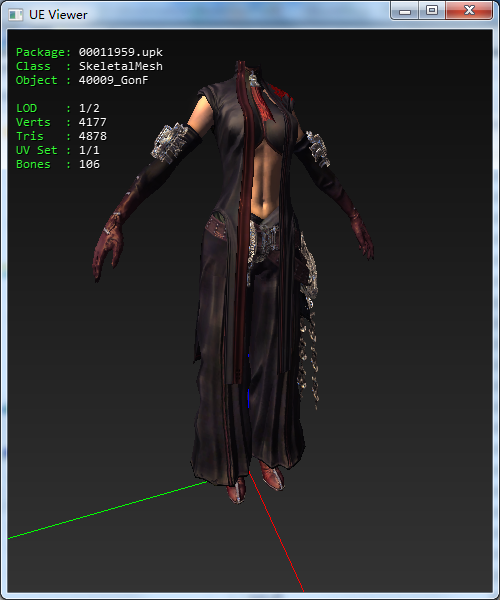 UE Viewer
Package: 00011959.upk
Class : SkeletalMesh
Object : 40009_GonF
LOD : 1/2
Verts : 4177
Tris : 4878
UV Set : 1/1
Bones : 106